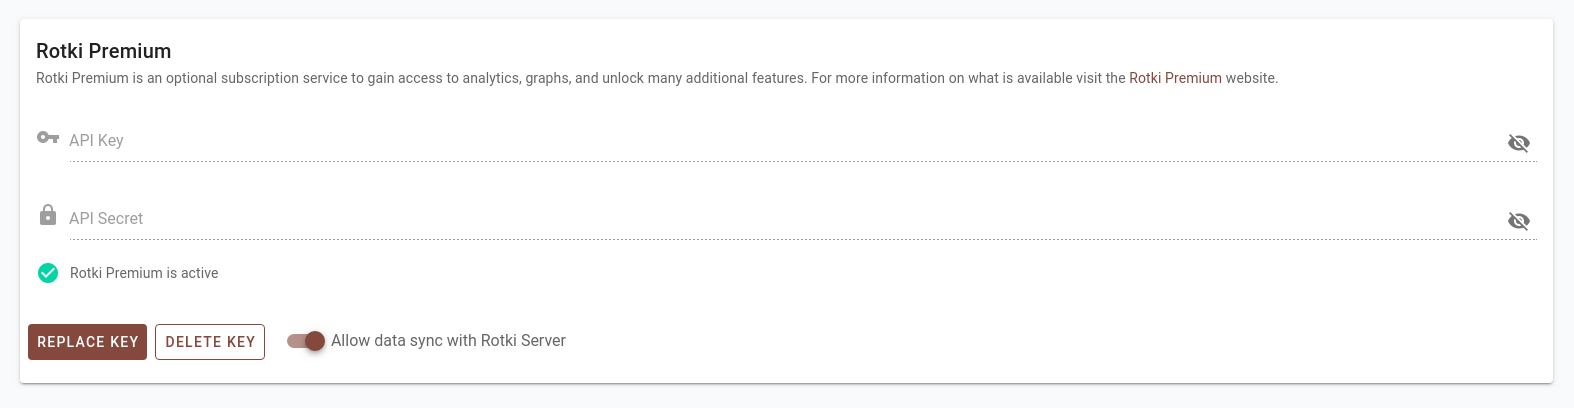 Rotki Premium
Rotki Premium is an optional subscription service to gain access to analytics, graphs, and unlock many additional features. For more information on what is available visit the Rotki Premium website.
API Key
API Secret
Rotki Premium is active
REPLACE KEY DELETE KEY Allow data sync with Rotki Server